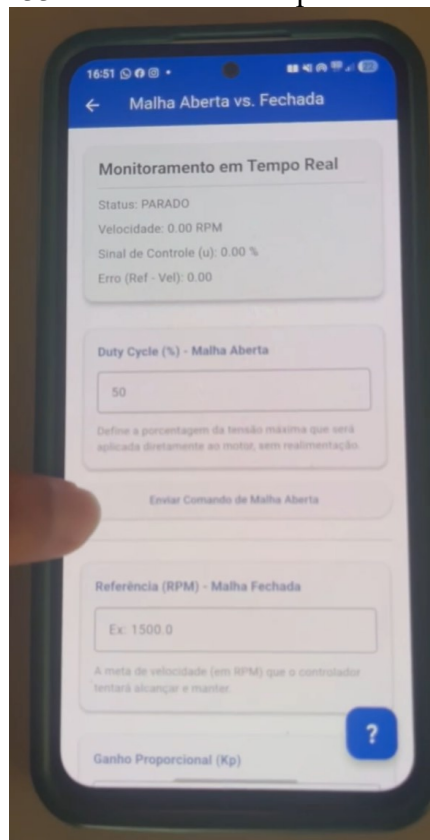 16:51
22
Malha Aberta vs. Fechada
Monitoramento em Tempo Real
Status: PARADO
Velocidade: 0.00 RPM
Sinal de Controle (u): 0.00 %
Erro (Ref - Vel): 0.00
Duty Cycle (%) - Malha Aberta
50
Define a porcentagem da tensão máxima que será
aplicada diretamente ao motor, sem realimentação.
Enviar Comando de Malha Aberta
Referência (RPM) - Malha Fechada
Ex: 1500.0
A meta de velocidade (em RPM) que o controlador
tentará alcançar e manter.
?
Ganho Proporcional (Kp)